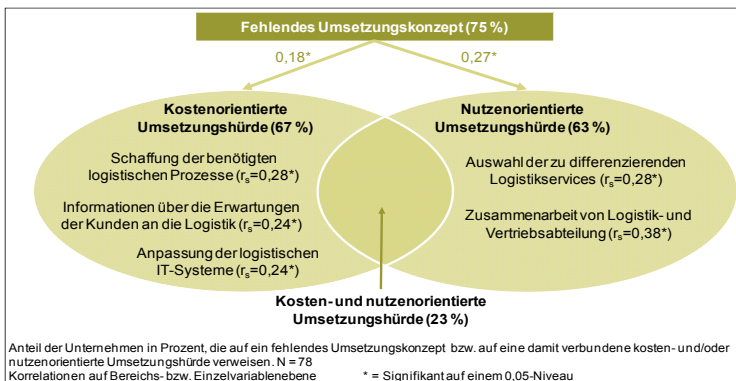 Fehlendes Umsetzungskonzept (75 %)
0,18*
0,27*
Kostenorientierte
Umsetzungshürde (67 %)
Schaffung der benötigten
logistischen Prozesse (rs=0,28*)
Informationen über die Erwartungen
der Kunden an die Logistik (rs=0,24*)
Anpassung der logistischen
IT-Systeme (rs=0,24*)
Nutzenorientierte
Umsetzungshürde (63 %)
Auswahl der zu differenzierenden
Logistikservices (rs=0,28*)
Zusammenarbeit von Logistik- und
Vertriebsabteilung (rs=0,38*)
Kosten- und nutzenorientierte
Umsetzungshürde (23 %)
Anteil der Unternehmen in Prozent, die auf ein fehlendes Umsetzungskonzept bzw. auf eine damit verbundene kosten- und/oder
nutzenorientierte Umsetzungshürde verweisen. N = 78
Korrelationen auf Bereichs- bzw. Einzelvariablenebene * = Signifikant auf einem 0,05-Niveau